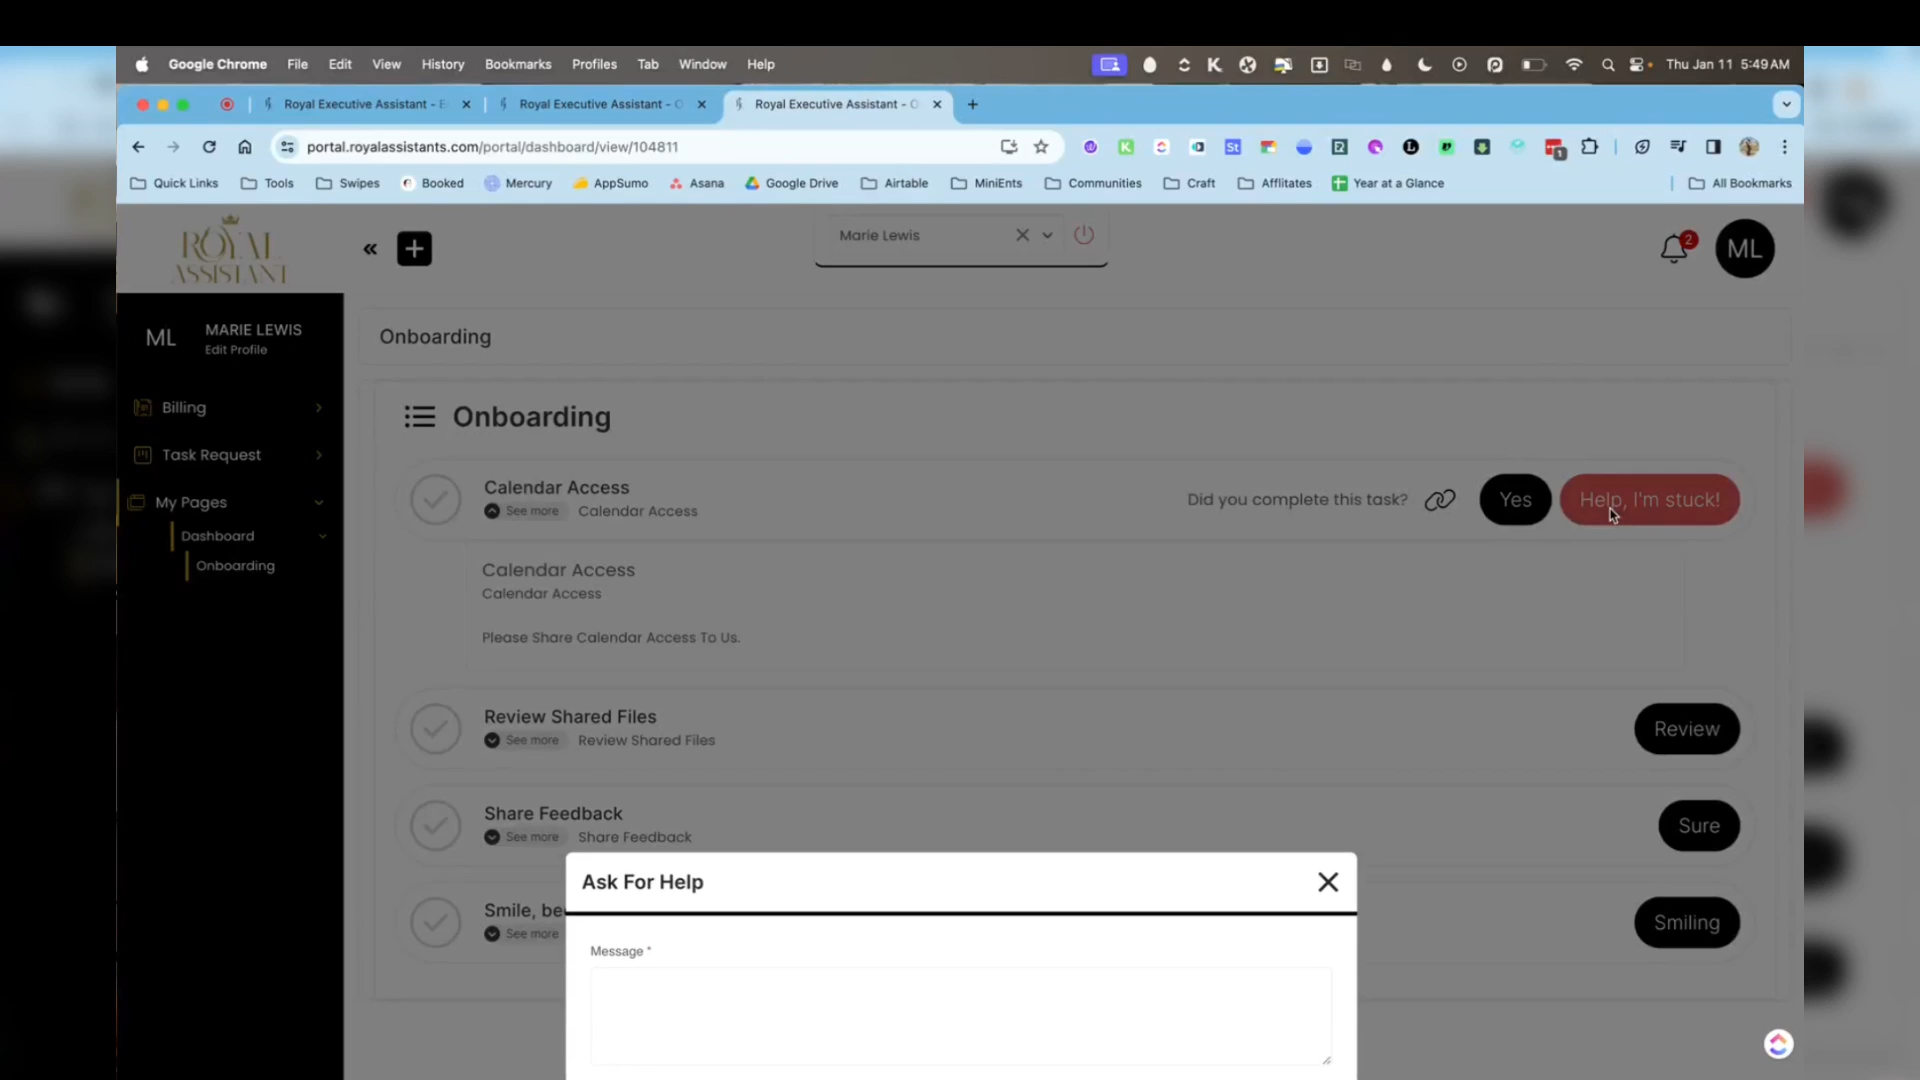 Google Chrome File Edit View History Bookmarks Profiles Tab Window Help Thu Jan 11 5:49 AM
Royal Executive Assistant - Royal Executive Assistant - Royal Executive Assistant -
portal.royalassistants.com/portal/dashboard/view/104811
Quick Links Tools Swipes Booked Mercury AppSumo Asana Google Drive Airtable MiniEnts Communities Craft Afflitates Year at a Glance All Bookmarks
ROYAL
ASSISTANT
Marie Lewis
2
ML
ML
MARIE LEWIS
Edit Profile
Billing
Task Request
My Pages
Dashboard
Onboarding
Onboarding
Onboarding
Calendar Access
See more Calendar Access
Did you complete this task? Yes Help, I'm stuck!
Calendar Access
Calendar Access
Please Share Calendar Access To Us.
Review Shared Files
See more Review Shared Files
Review
Share Feedback
See more Share Feedback
Sure
Smile, be
See more
Smiling
Ask For Help
Message *